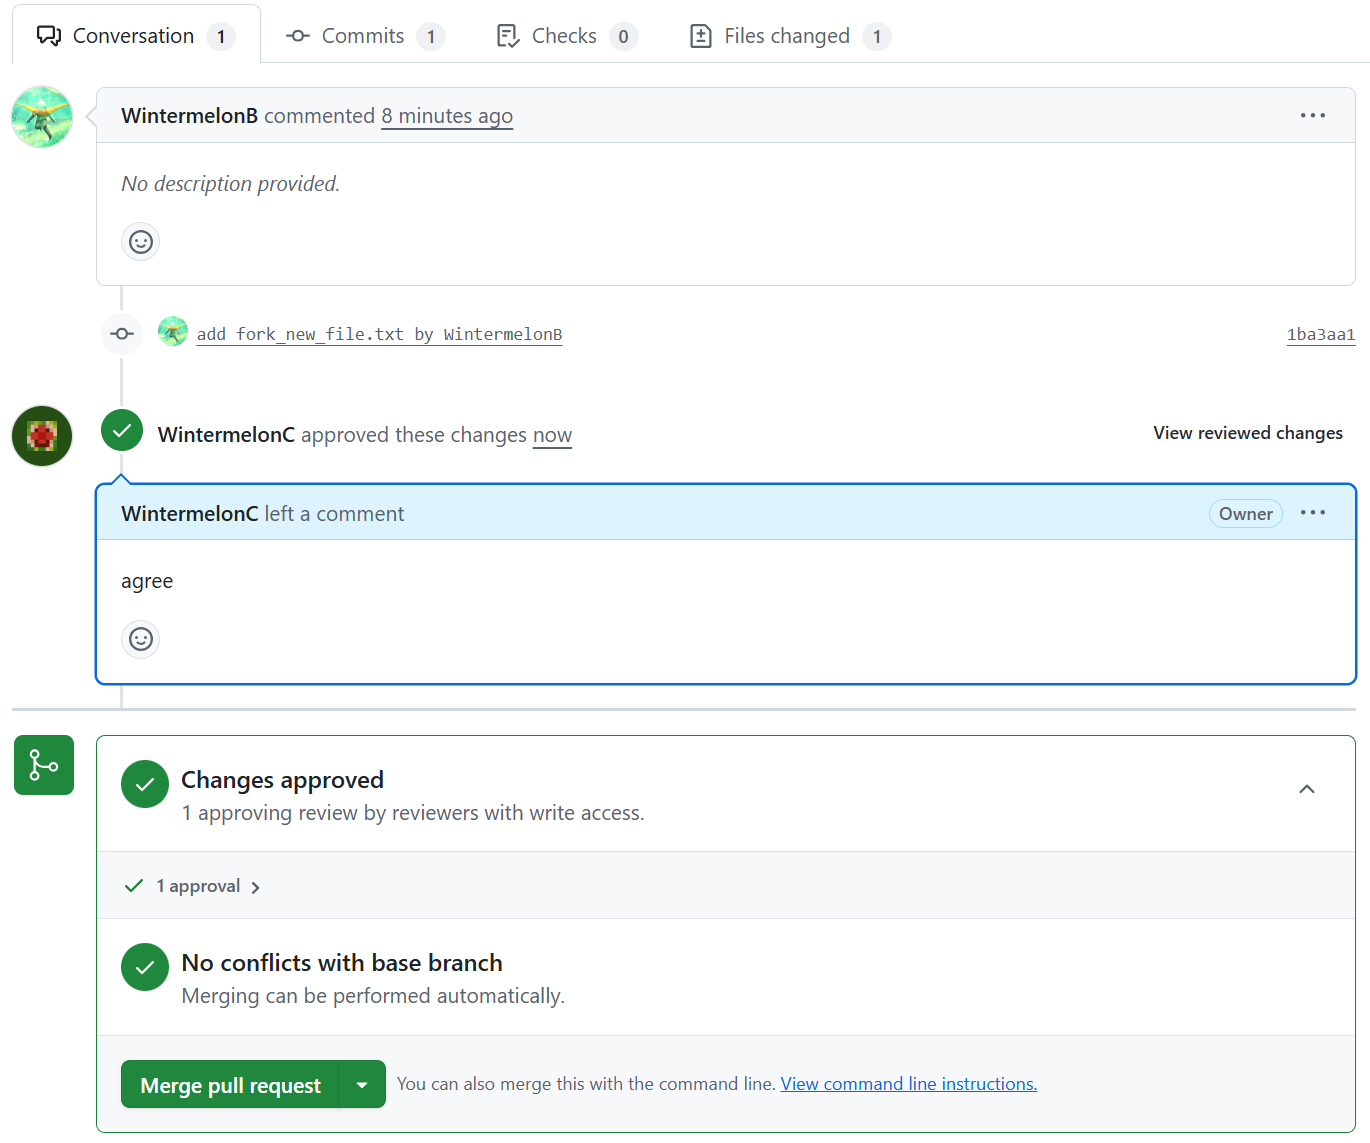 Conversation 1 Commits 1 Checks 0 Files changed 1
WintermelonB commented 8 minutes ago
No description provided.
add fork_new_file.txt by WintermelonB 1ba3aa1
WintermelonC approved these changes now View reviewed changes
WintermelonC left a comment Owner
agree
Changes approved
1 approving review by reviewers with write access.
1 approval
No conflicts with base branch
Merging can be performed automatically.
Merge pull request You can also merge this with the command line. View command line instructions.